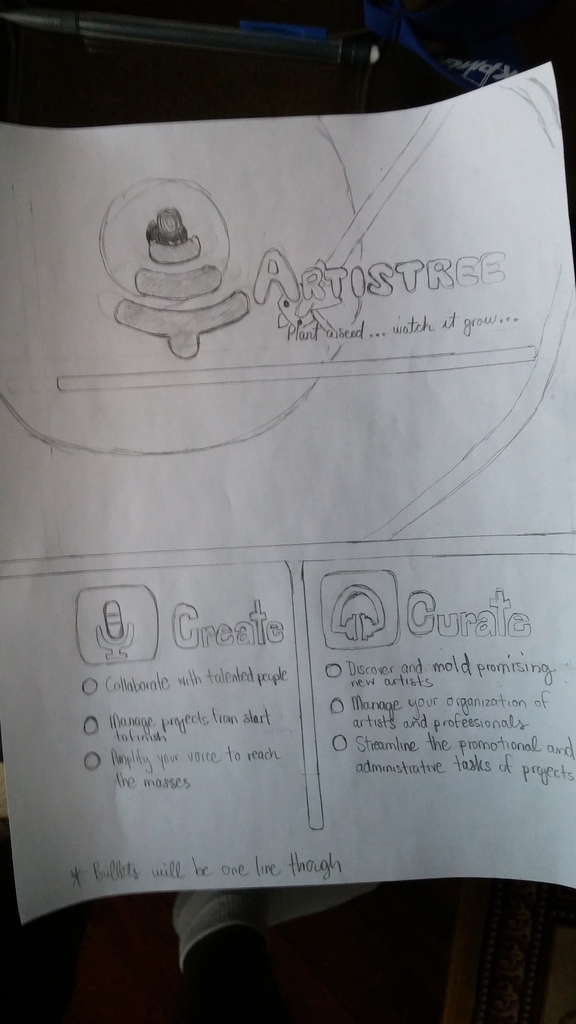 ARTISTREE
Plant a seed... watch it grow...
Create
Collaborate with talented people
Manage projects from start
to finish
Amplify your voice to reach
the masses
Curate
Discover and mold promising
new artists
Manage your organization of
artists and professionals
Streamline the promotional and
administrative tasks of projects
* Bullets will be one line though